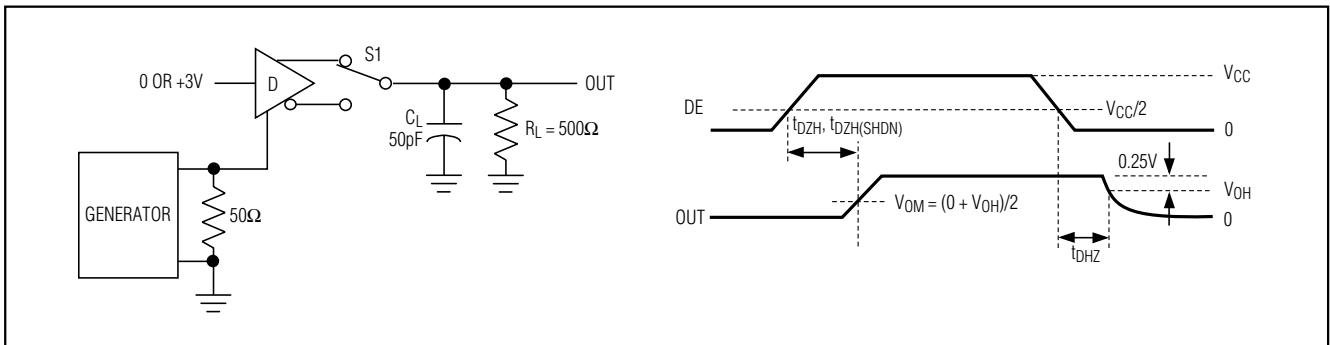 S1
0 OR +3V
D
OUT
C_L
50pF
R_L = 500Ω
GENERATOR
50Ω
V_CC
DE
V_CC/2
t_DZH, t_DZH(SHDN)
0
0.25V
V_OH
V_OM = (0 + V_OH)/2
OUT
0
t_DHZ